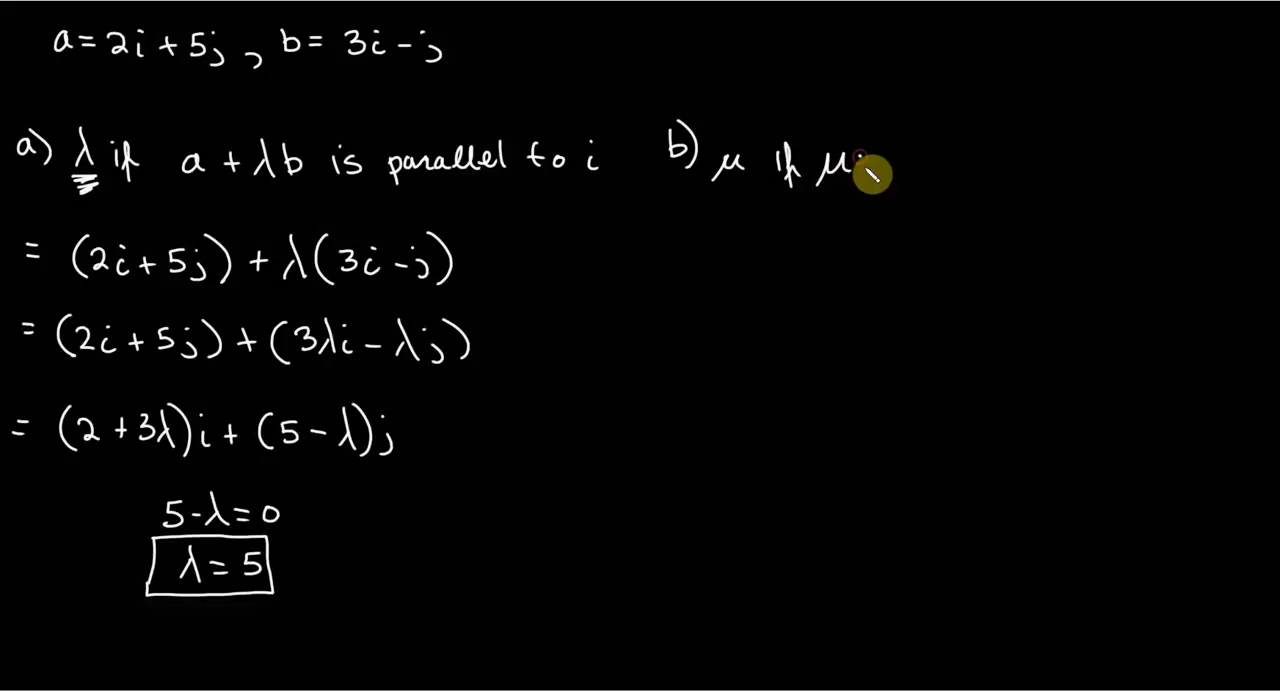 a = 2i + 5j, b = 3i - j
a) λ if a + λb is parallel to i
= (2i + 5j) + λ(3i - j)
= (2i + 5j) + (3λi - λj)
= (2 + 3λ)i + (5 - λ)j
5 - λ = 0
λ = 5
b) μ if μ